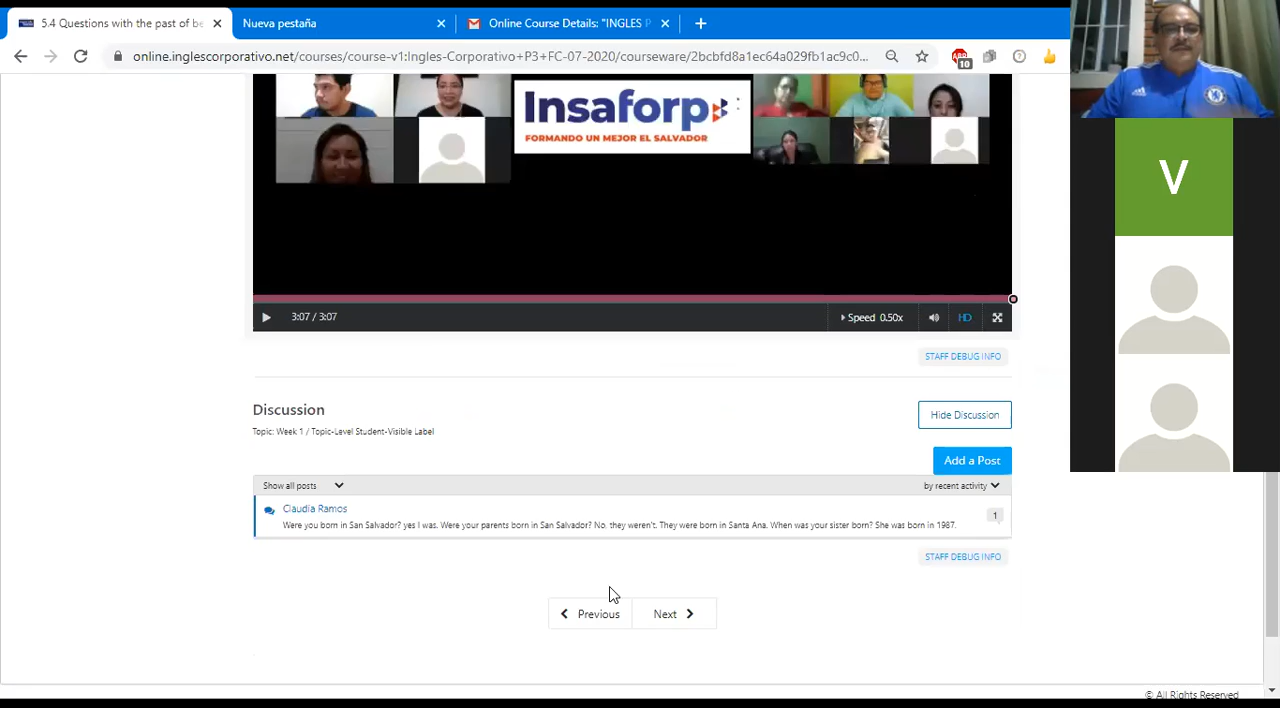 5.4 Questions with the past of be
Nueva pestaña
Online Course Details: "INGLES P
online.inglescorporativo.net/courses/course-v1:Ingles-Corporativo+P3+FC-07-2020/courseware/2bcbfd8a1ec64a029fb1ac9c0...
10
Insaforp
FORMANDO UN MEJOR EL SALVADOR
V
3:07 / 3:07
Speed 0.50x
HD
STAFF DEBUG INFO
Discussion
Hide Discussion
Topic: Week 1 / Topic-Level Student-Visible Label
Add a Post
Show all posts
by recent activity
Claudia Ramos
1
Were you born in San Salvador? yes I was. Were your parents born in San Salvador? No, they weren't. They were born in Santa Ana. When was your sister born? She was born in 1987.
STAFF DEBUG INFO
Previous
Next
© All Rights Reserved